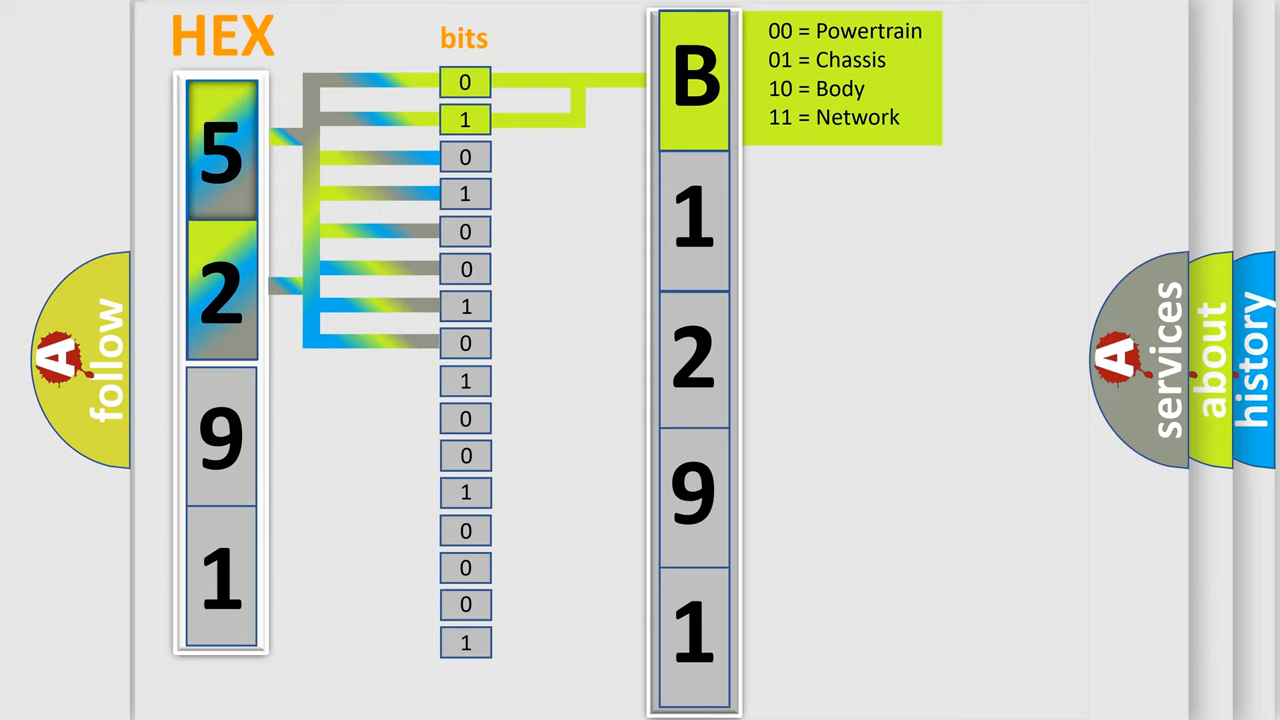 HEX
bits
5
2
9
1
0
1
0
1
0
0
1
0
1
0
0
1
0
0
0
1
B
1
2
9
1
00 = Powertrain
01 = Chassis
10 = Body
11 = Network
A
follow
A
services
about
history